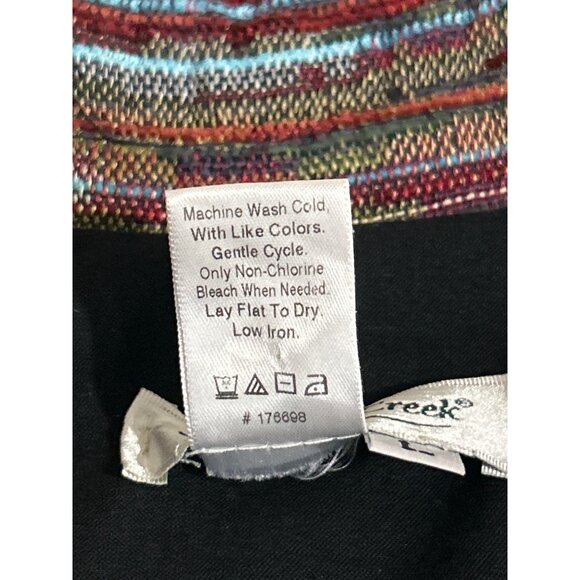 Machine Wash Cold,
With Like Colors.
Gentle Cycle.
Only Non-Chlorine
Bleach When Needed.
Lay Flat To Dry.
Low Iron.
# 176698
reek®